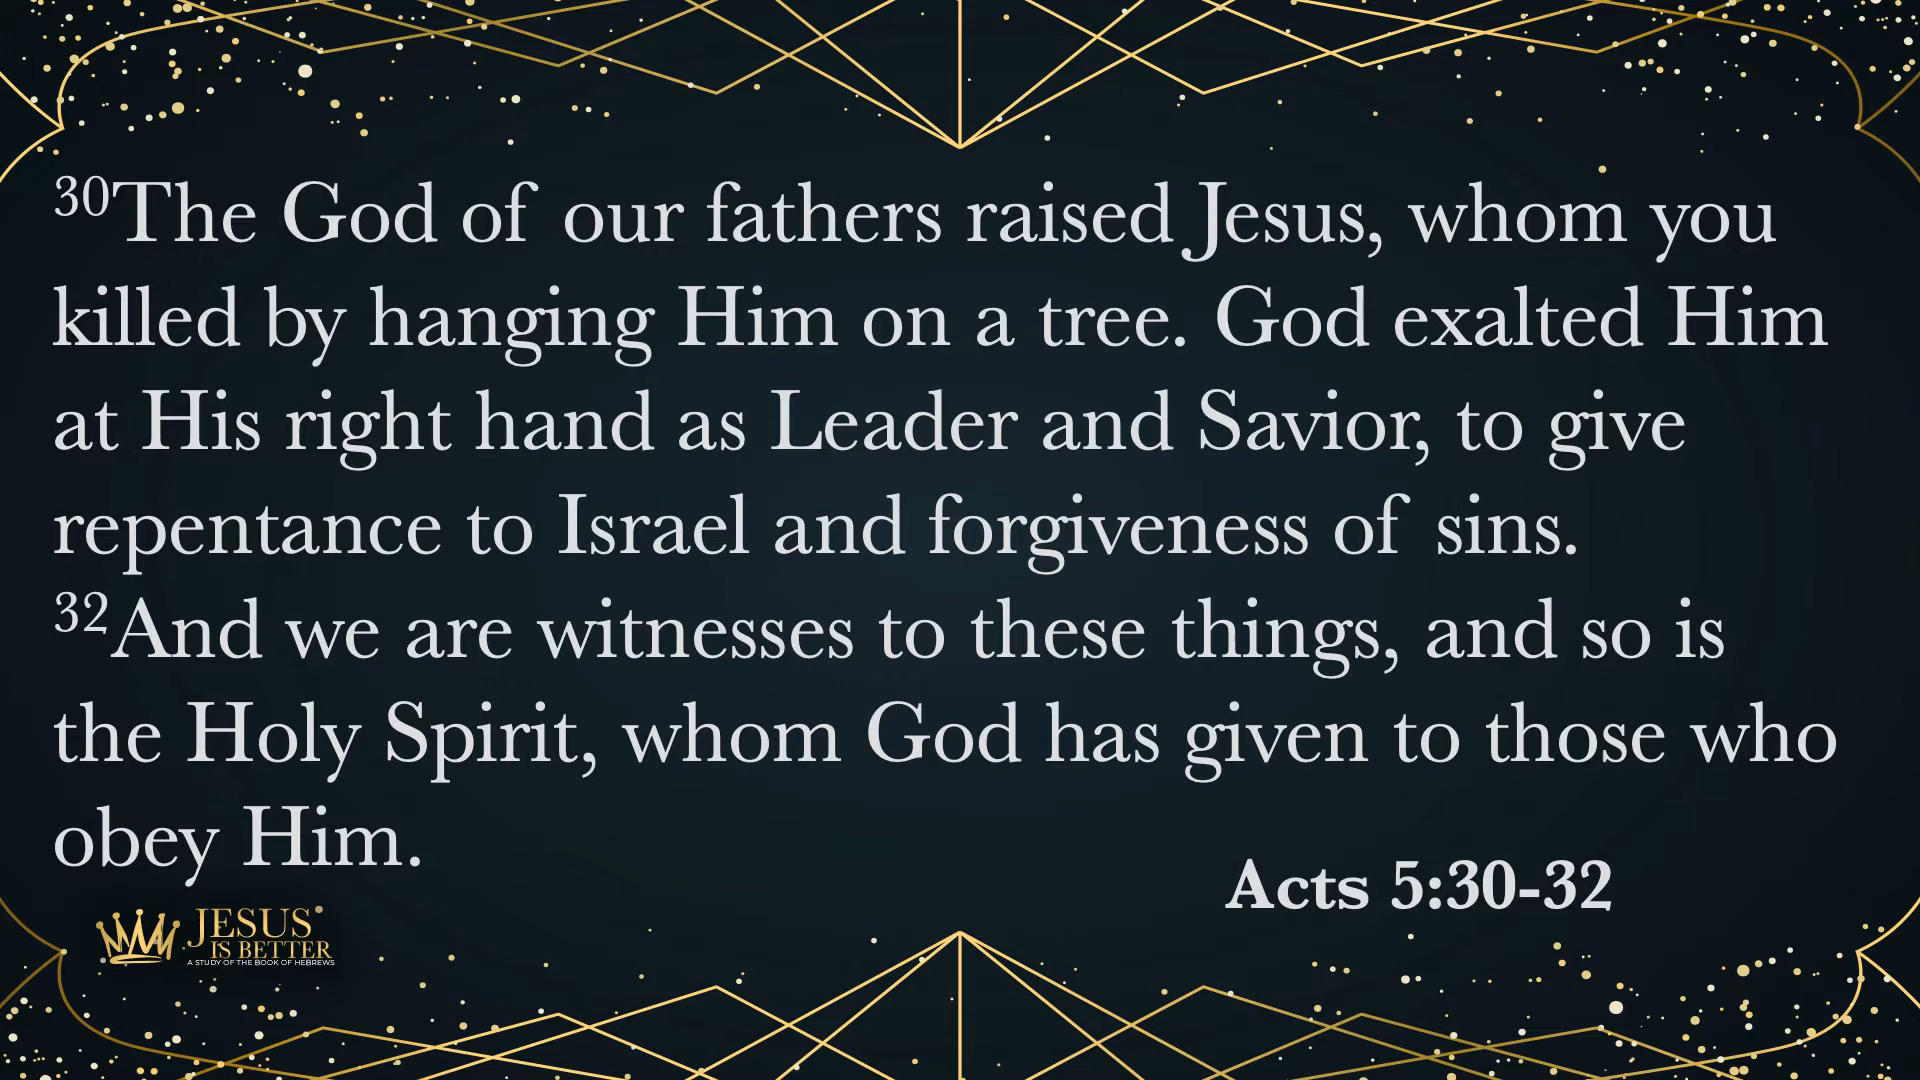 30The God of our fathers raised Jesus, whom you
killed by hanging Him on a tree. God exalted Him
at His right hand as Leader and Savior, to give
repentance to Israel and forgiveness of sins.
32And we are witnesses to these things, and so is
the Holy Spirit, whom God has given to those who
obey Him.
Acts 5:30-32
JESUS
IS BETTER
A STUDY OF THE BOOK OF HEBREWS